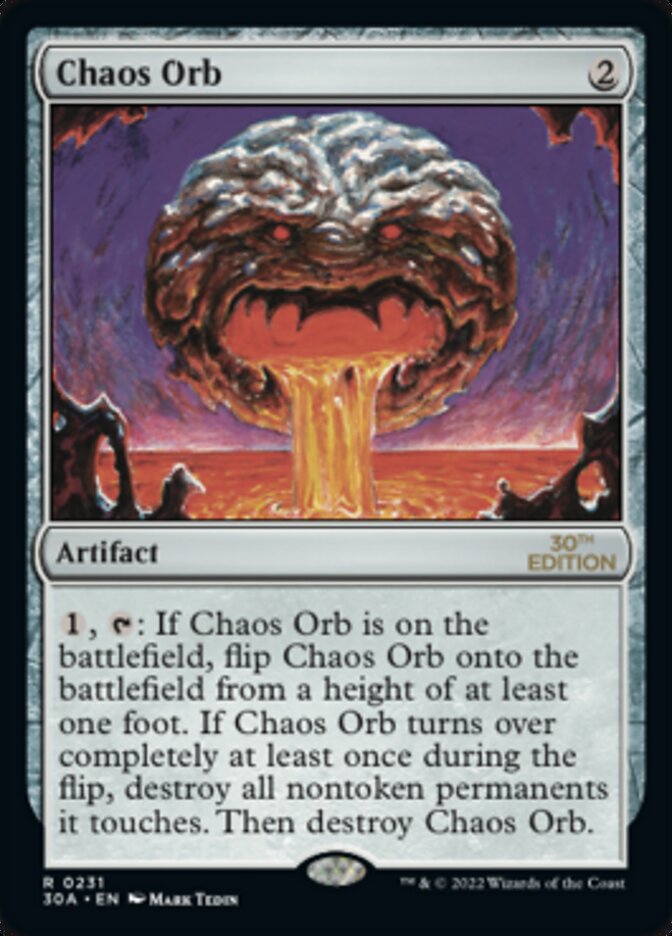 Chaos Orb 2
Artifact
30TH
EDITION
1, : If Chaos Orb is on the
battlefield, flip Chaos Orb onto the
battlefield from a height of at least
one foot. If Chaos Orb turns over
completely at least once during the
flip, destroy all nontoken permanents
it touches. Then destroy Chaos Orb.
R 0231
30A • EN Mark Tedin
™ & © 2022 Wizards of the Coast